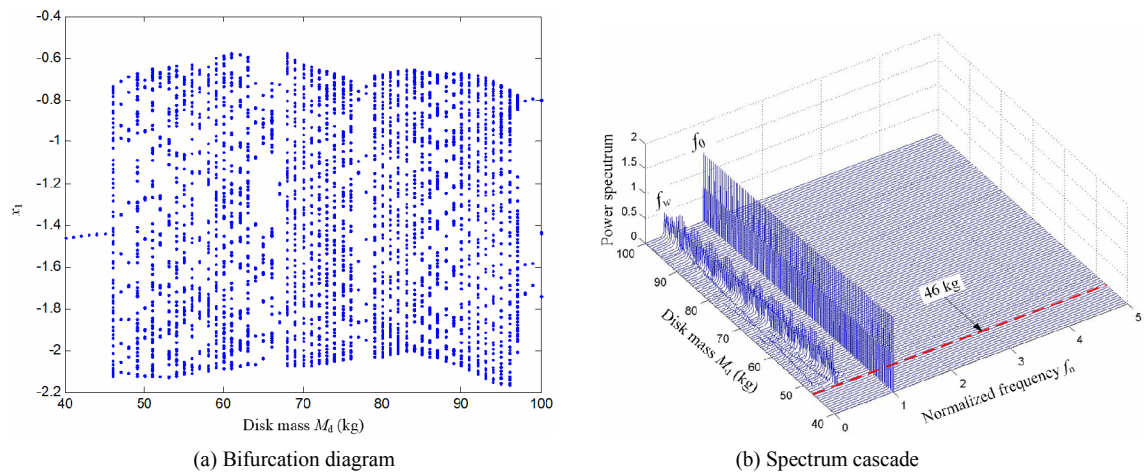 -0.4
-0.6
-0.8
-1
-1.2
-1.4
-1.6
-1.8
-2
-2.2
x1
40 50 60 70 80 90 100
Disk mass Md (kg)
(a) Bifurcation diagram
2
1.5
1
0.5
0
Power specutrum
f0
fw
100
90
80
70
60
50
40
Disk mass Md (kg)
46 kg
0
1
2
3
4
5
Normalized frequency fn
(b) Spectrum cascade